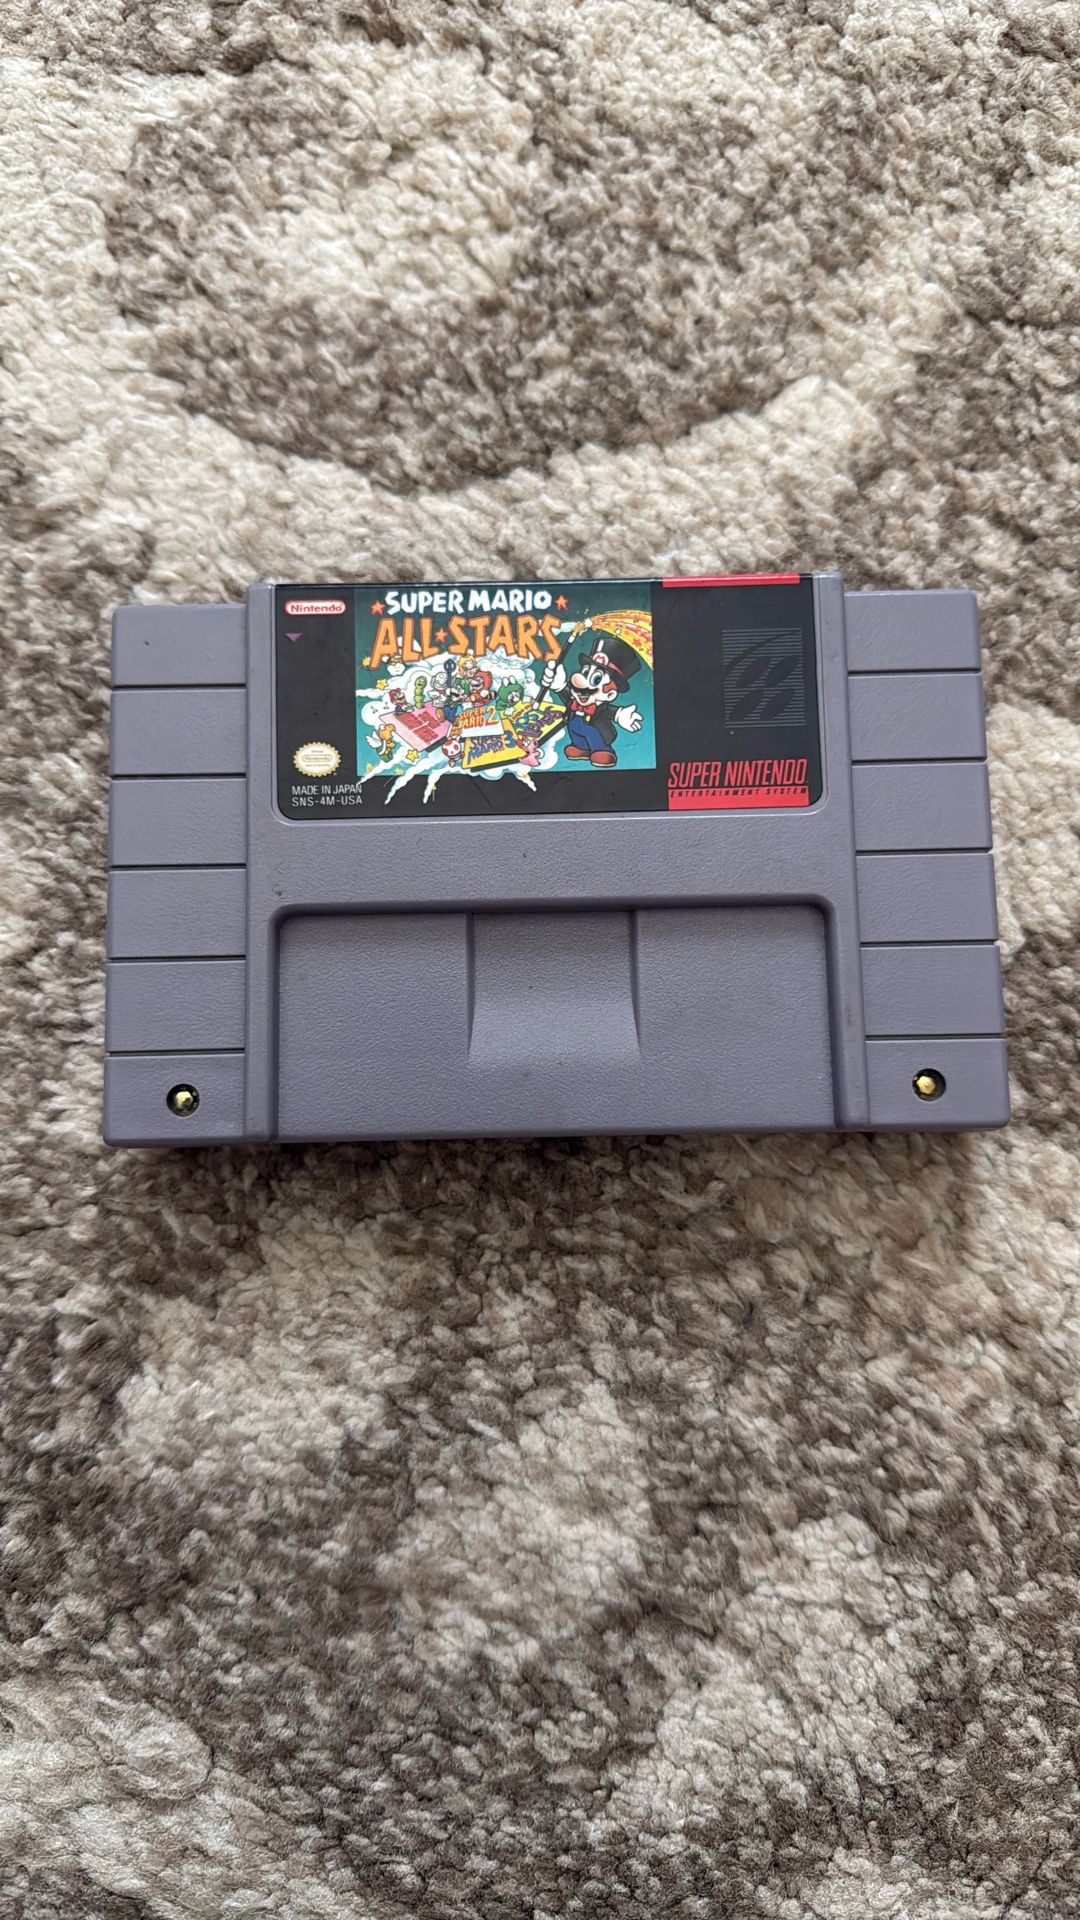 Nintendo
SUPER MARIO
ALL★STARS
SUPER
MARIO 2
SUPER
MARIO 3
Nintendo
MADE IN JAPAN
SNS-4M-USA
SUPER NINTENDO
ENTERTAINMENT SYSTEM